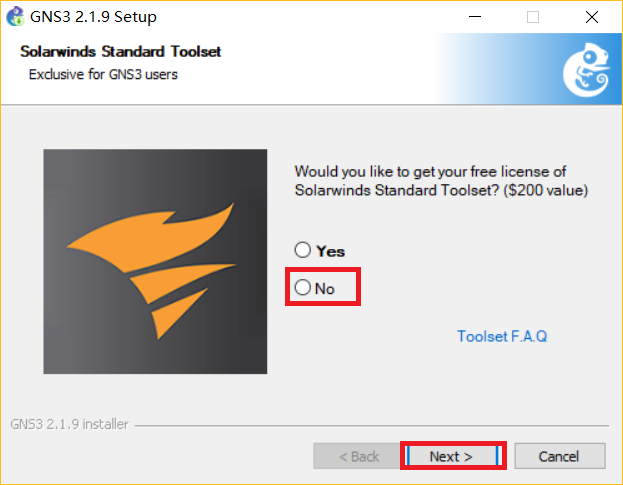 GNS3 2.1.9 Setup
Solarwinds Standard Toolset
Exclusive for GNS3 users
Would you like to get your free license of
Solarwinds Standard Toolset? ($200 value)
Yes
No
Toolset F.A.Q
GNS3 2.1.9 installer
< Back
Next >
Cancel